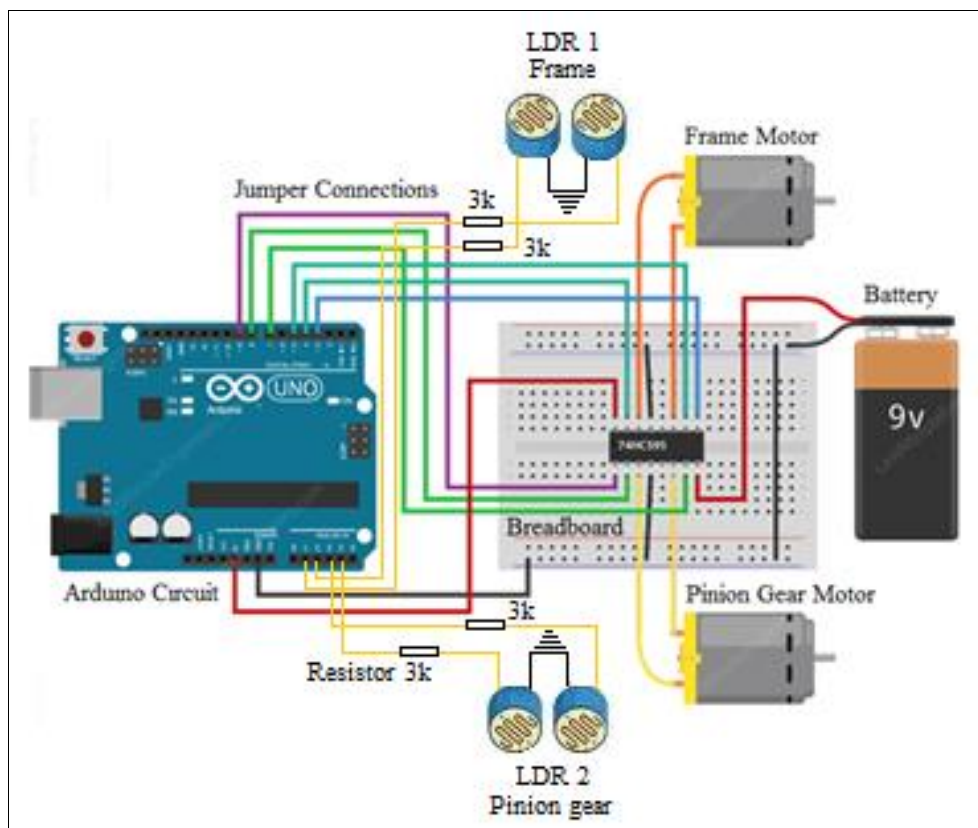 LDR 1
Frame
Frame Motor
Jumper Connections
3k
3k
Battery
UNO
Arduino
9v
74HC595
Breadboard
Arduino Circuit
Pinion Gear Motor
3k
Resistor 3k
LDR 2
Pinion gear